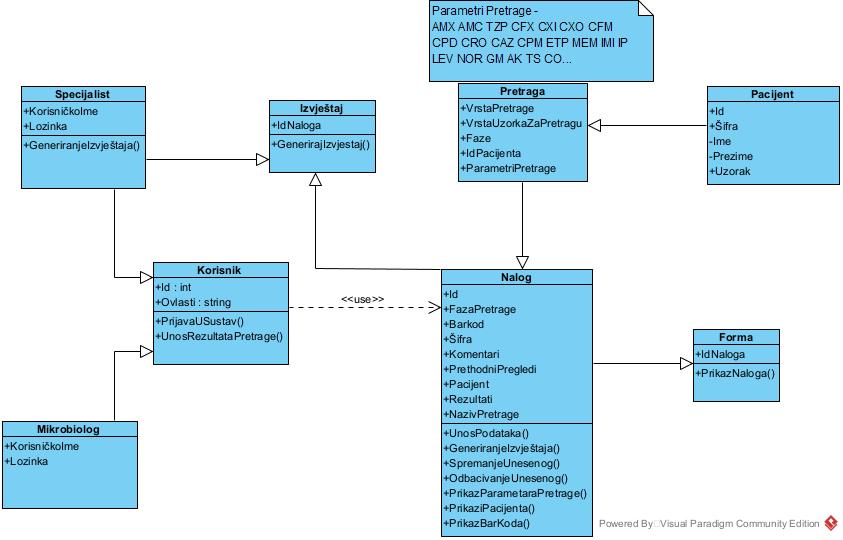 Parametri Pretrage -
AMX AMC TZP CFX CXI CXO CFM
CPD CRO CAZ CPM ETP MEM IMI IP
LEV NOR GM AK TS CO...
Specijalist
+KorisničkoIme
+Lozinka
+GeneriranjeIzvještaja()
Izvještaj
+IdNaloga
+GenerirajIzvjestaj()
Pretraga
+VrstaPretrage
+VrstaUzorkaZaPretragu
+Faze
+IdPacijenta
+ParametriPretrage
Pacijent
+Id
+Šifra
-Ime
-Prezime
+Uzorak
Korisnik
+Id : int
+Ovlasti : string
+PrijavaUSustav()
+UnosRezultataPretrage()
<<use>>
Nalog
+Id
+FazaPretrage
+Barkod
+Šifra
+Komentari
+PrethodniPregledi
+Pacijent
+Rezultati
+NazivPretrage
+UnosPodataka()
+GeneriranjeIzvještaja()
+SpremanjeUnesenog()
+OdbacivanjeUnesenog()
+PrikazParametaraPretrage()
+PrikaziPacijenta()
+PrikazBarKoda()
Forma
+IdNaloga
+PrikazNaloga()
Mikrobiolog
+KorisničkoIme
+Lozinka
Powered By Visual Paradigm Community Edition